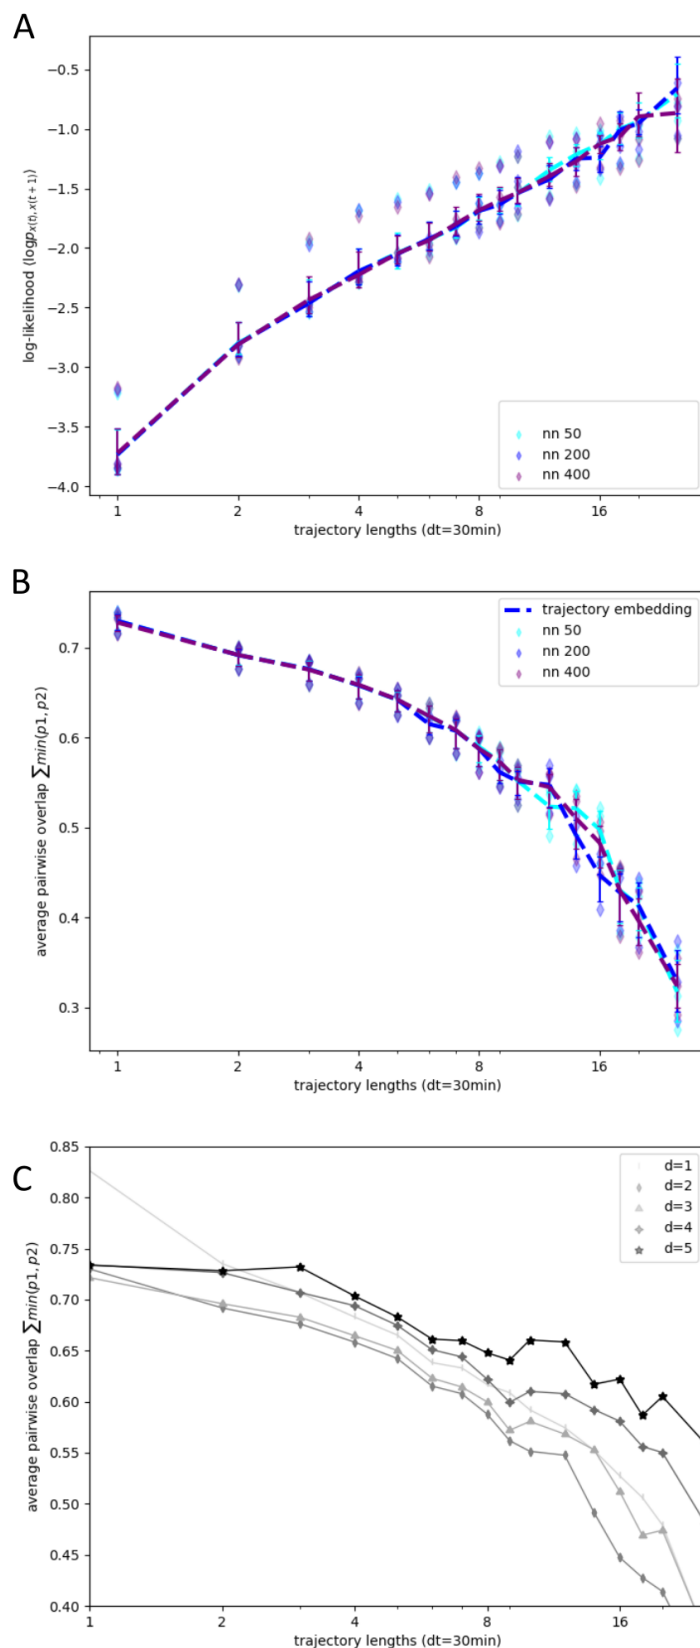 A
−0.5
−1.0
−1.5
−2.0
−2.5
−3.0
−3.5
−4.0
log-likelihood ⟨log p_{x(t),x(t+1)}⟩
nn 50
nn 200
nn 400
1 2 4 8 16
trajectory lengths (dt=30min)
B
0.7
0.6
0.5
0.4
0.3
average pairwise overlap ∑min(p1, p2)
trajectory embedding
nn 50
nn 200
nn 400
1 2 4 8 16
trajectory lengths (dt=30min)
C
0.85
0.80
0.75
0.70
0.65
0.60
0.55
0.50
0.45
0.40
average pairwise overlap ∑min(p1, p2)
d=1
d=2
d=3
d=4
d=5
1 2 4 8 16
trajectory lengths (dt=30min)